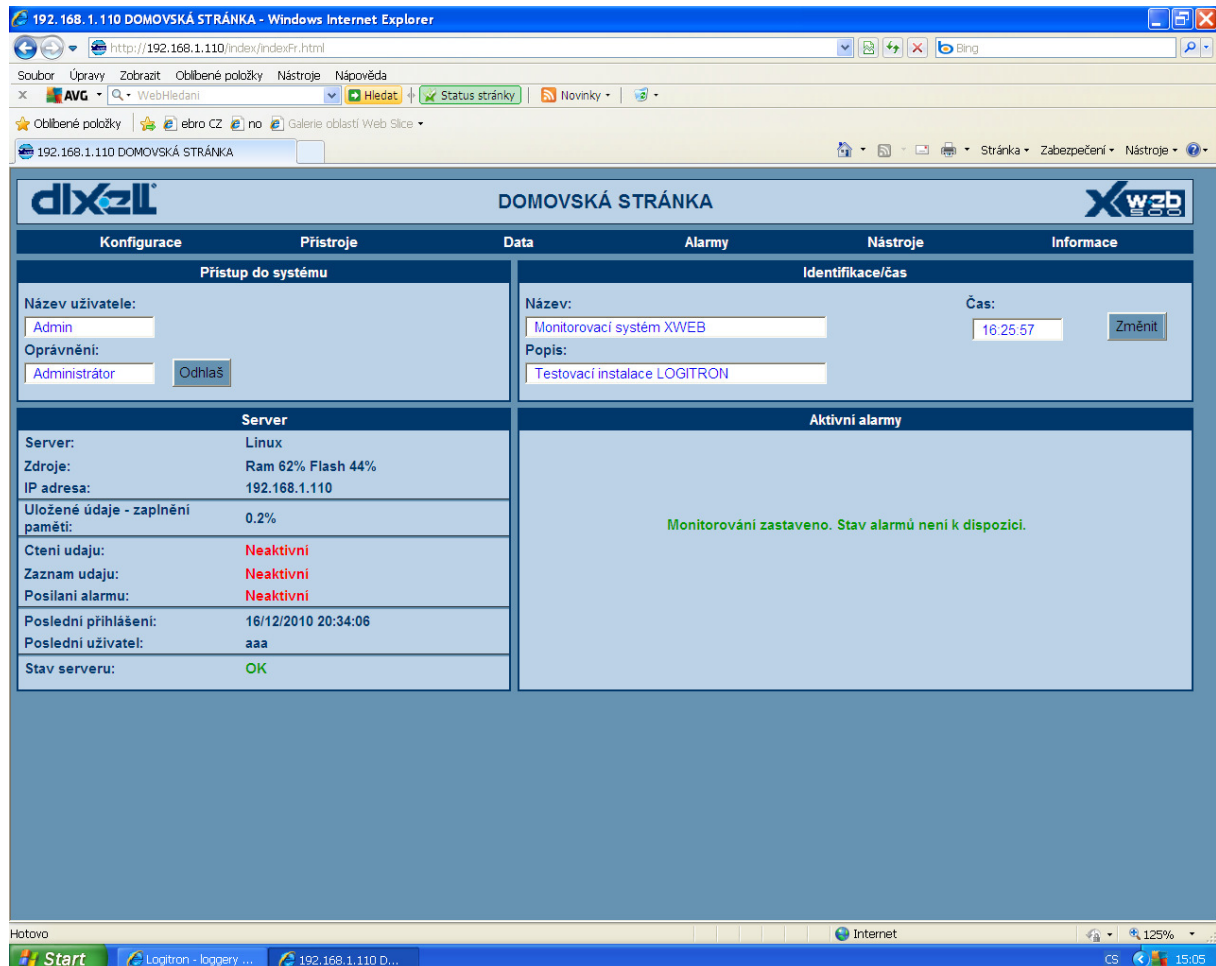 192.168.1.110 DOMOVSKÁ STRÁNKA - Windows Internet Explorer
http://192.168.1.110/index/indexFr.html
Bing
Soubor Úpravy Zobrazit Oblíbené položky Nástroje Nápověda
x AVG WebHledani Hledat Status stránky Novinky
Oblíbené položky ebro CZ no Galerie oblastí Web Slice
192.168.1.110 DOMOVSKÁ STRÁNKA Stránka Zabezpečení Nástroje
dixell DOMOVSKÁ STRÁNKA Xweb 500
Konfigurace Přístroje Data Alarmy Nástroje Informace
Přístup do systému
Název uživatele:
Admin
Oprávnění:
Administrátor Odhlaš
Identifikace/čas
Název: Čas:
Monitorovací systém XWEB 16:25:57 Změnit
Popis:
Testovací instalace LOGITRON
Server
Server: Linux
Zdroje: Ram 62% Flash 44%
IP adresa: 192.168.1.110
Uložené údaje - zaplnění
paměti: 0.2%
Cteni udaju: Neaktivní
Zaznam udaju: Neaktivní
Posilani alarmu: Neaktivní
Poslední přihlášení: 16/12/2010 20:34:06
Poslední uživatel: aaa
Stav serveru: OK
Aktivní alarmy
Monitorování zastaveno. Stav alarmů není k dispozici.
Hotovo Internet 125%
Start Logitron - loggery ... 192.168.1.110 D... CS 15:05